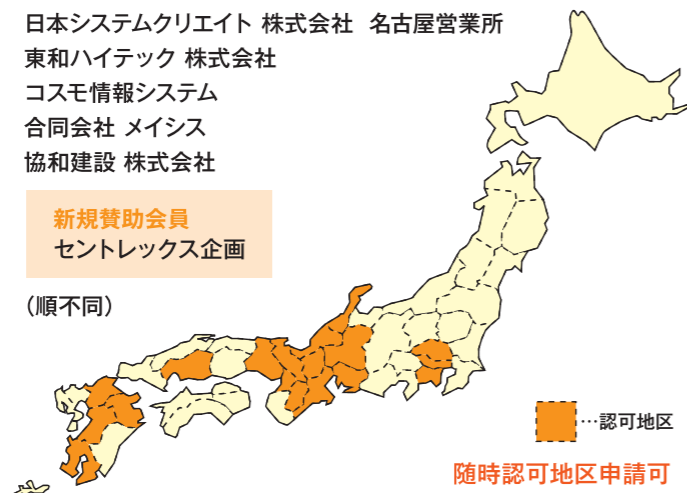 日本システムクリエイト 株式会社 名古屋営業所
東和ハイテック 株式会社
コスモ情報システム
合同会社 メイシス
協和建設 株式会社
新規賛助会員
セントレックス企画
（順不同）
…認可地区
随時認可地区申請可